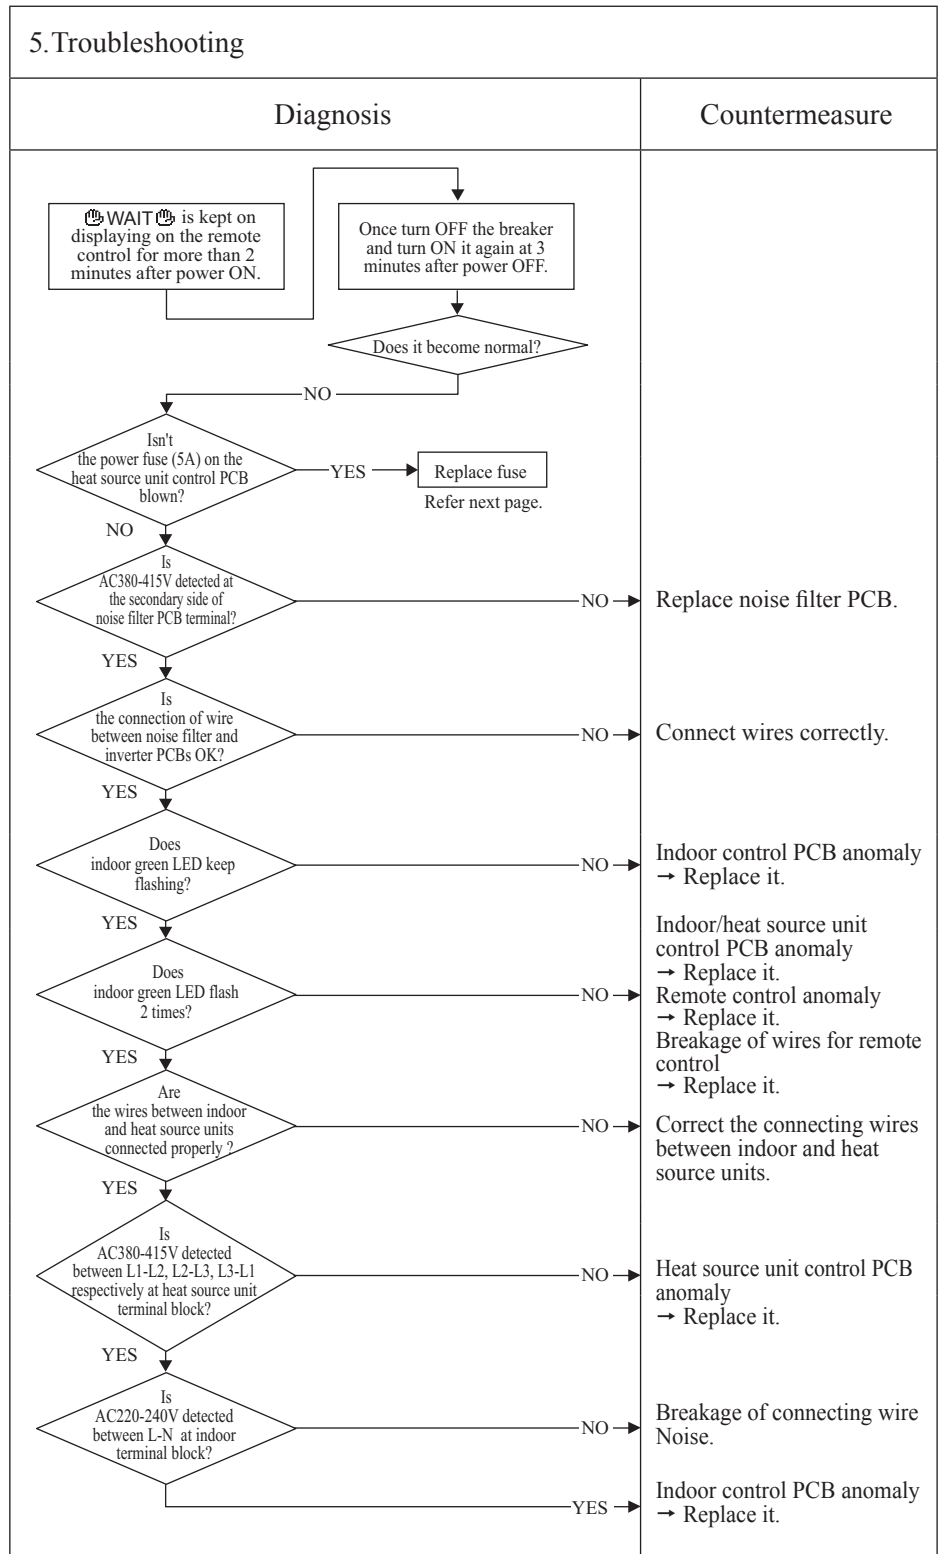 5.Troubleshooting
Diagnosis
Countermeasure
WAIT is kept on
displaying on the remote
control for more than 2
minutes after power ON.
Once turn OFF the breaker
and turn ON it again at 3
minutes after power OFF.
Does it become normal?
NO
Isn't
the power fuse (5A) on the
heat source unit control PCB
blown?
YES
Replace fuse
Refer next page.
NO
Is
AC380-415V detected at
the secondary side of
noise filter PCB terminal?
NO
Replace noise filter PCB.
YES
Is
the connection of wire
between noise filter and
inverter PCBs OK?
NO
Connect wires correctly.
YES
Does
indoor green LED keep
flashing?
NO
Indoor control PCB anomaly
→ Replace it.
YES
Does
indoor green LED flash
2 times?
NO
Indoor/heat source unit
control PCB anomaly
→ Replace it.
Remote control anomaly
→ Replace it.
Breakage of wires for remote
control
→ Replace it.
YES
Are
the wires between indoor
and heat source units
connected properly ?
NO
Correct the connecting wires
between indoor and heat
source units.
YES
Is
AC380-415V detected
between L1-L2, L2-L3, L3-L1
respectively at heat source unit
terminal block?
NO
Heat source unit control PCB
anomaly
→ Replace it.
YES
Is
AC220-240V detected
between L-N at indoor
terminal block?
NO
Breakage of connecting wire
Noise.
YES
Indoor control PCB anomaly
→ Replace it.